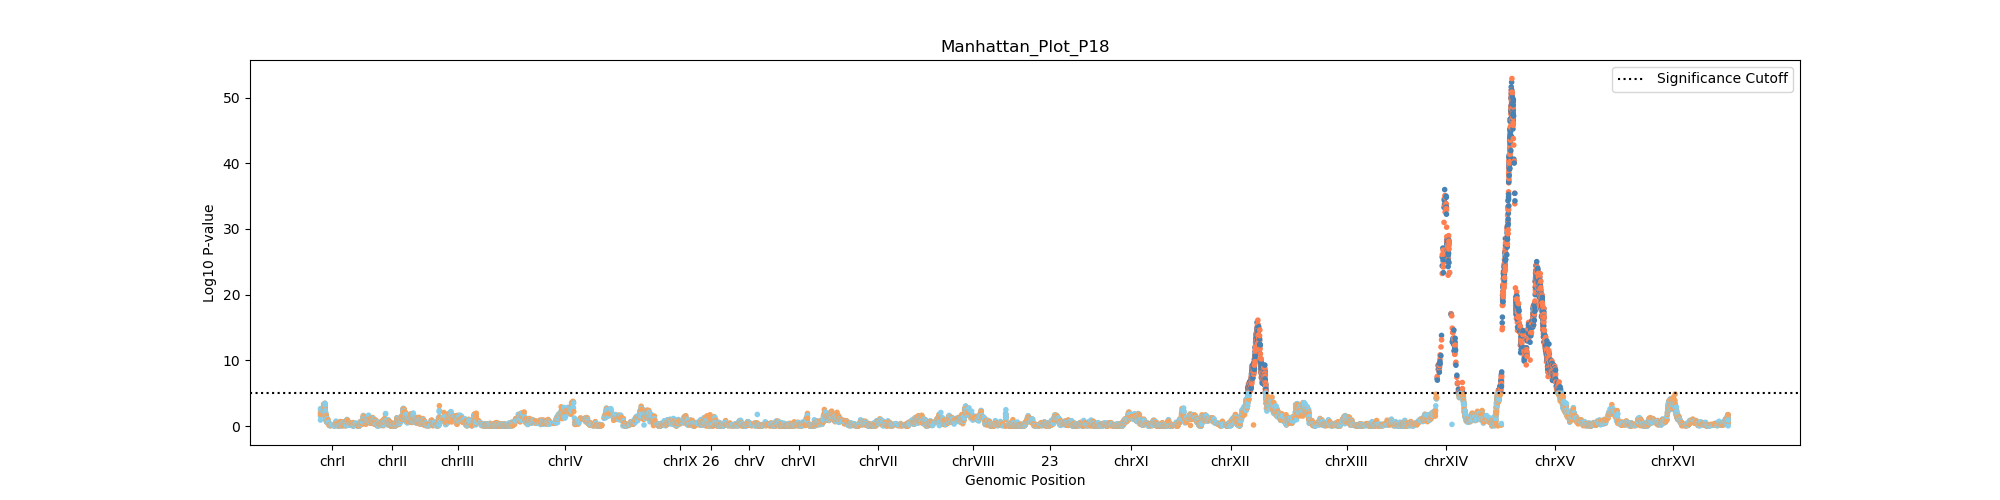 Manhattan_Plot_P18
Significance Cutoff
Log10 P-value
50
40
30
20
10
0
chrI chrII chrIII chrIV chrIX 26 chrV chrVI chrVII chrVIII 23 chrXI chrXII chrXIII chrXIV chrXV chrXVI
Genomic Position